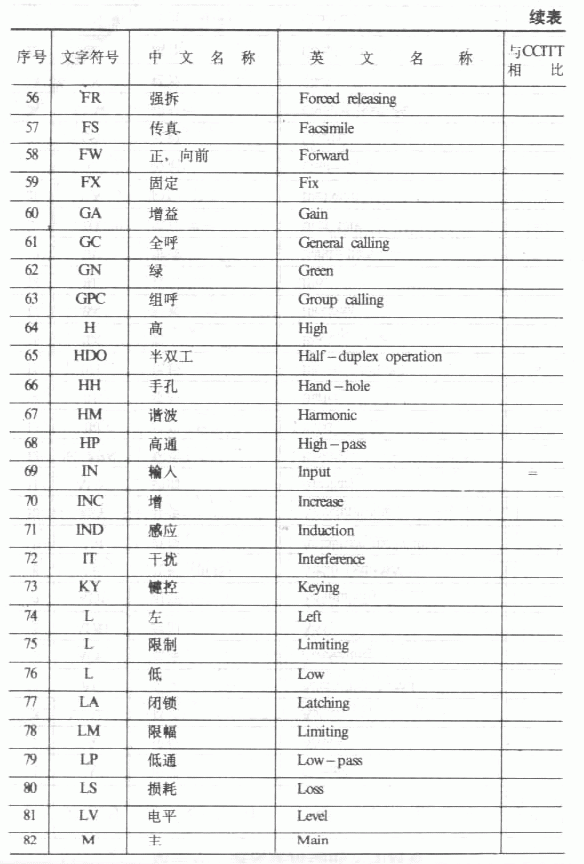 续表
序号 文字符号 中文名称 英文名称 与CCITT相比
56 FR 强拆 Forced releasing
57 FS 传真 Facsimile
58 FW 正、向前 Forward
59 FX 固定 Fix
60 GA 增益 Gain
61 GC 全呼 General calling
62 GN 绿 Green
63 GPC 组呼 Group calling
64 H 高 High
65 HDO 半双工 Half-duplex operation
66 HH 手孔 Hand-hole
67 HM 谐波 Harmonic
68 HP 高通 High-pass
69 IN 输入 Input =
70 INC 增 Increase
71 IND 感应 Induction
72 IT 干扰 Interference
73 KY 键控 Keying
74 L 左 Left
75 L 限制 Limiting
76 L 低 Low
77 LA 闭锁 Latching
78 LM 限幅 Limiting
79 LP 低通 Low-pass
80 LS 损耗 Loss
81 LV 电平 Level
82 M 主 Main